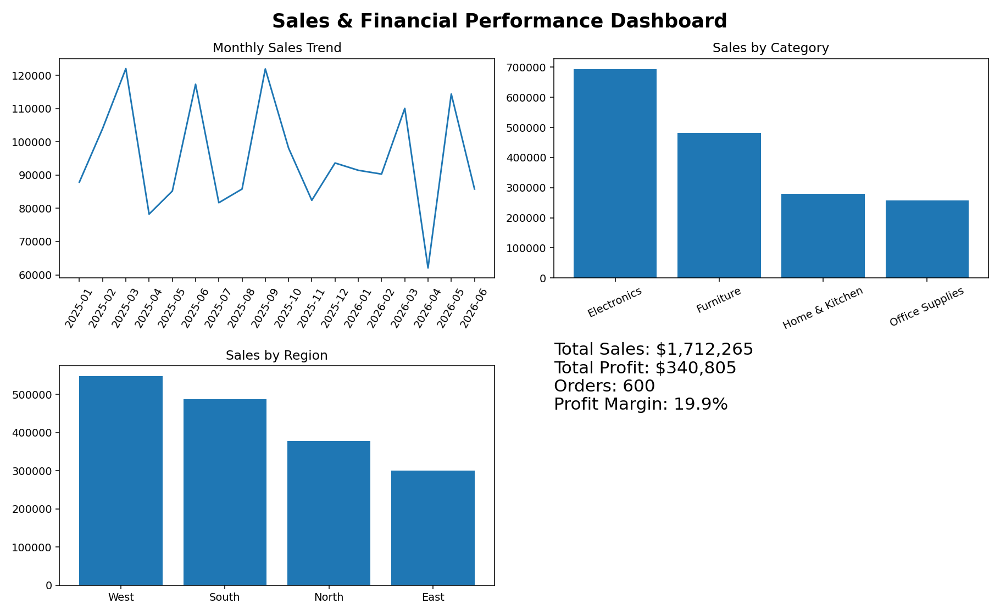 Sales & Financial Performance Dashboard
Monthly Sales Trend
120000
110000
100000
90000
80000
70000
60000
2025-01
2025-02
2025-03
2025-04
2025-05
2025-06
2025-07
2025-08
2025-09
2025-10
2025-11
2025-12
2026-01
2026-02
2026-03
2026-04
2026-05
2026-06
Sales by Category
700000
600000
500000
400000
300000
200000
100000
0
Electronics
Furniture
Home & Kitchen
Office Supplies
Sales by Region
500000
400000
300000
200000
100000
0
West
South
North
East
Total Sales: $1,712,265
Total Profit: $340,805
Orders: 600
Profit Margin: 19.9%